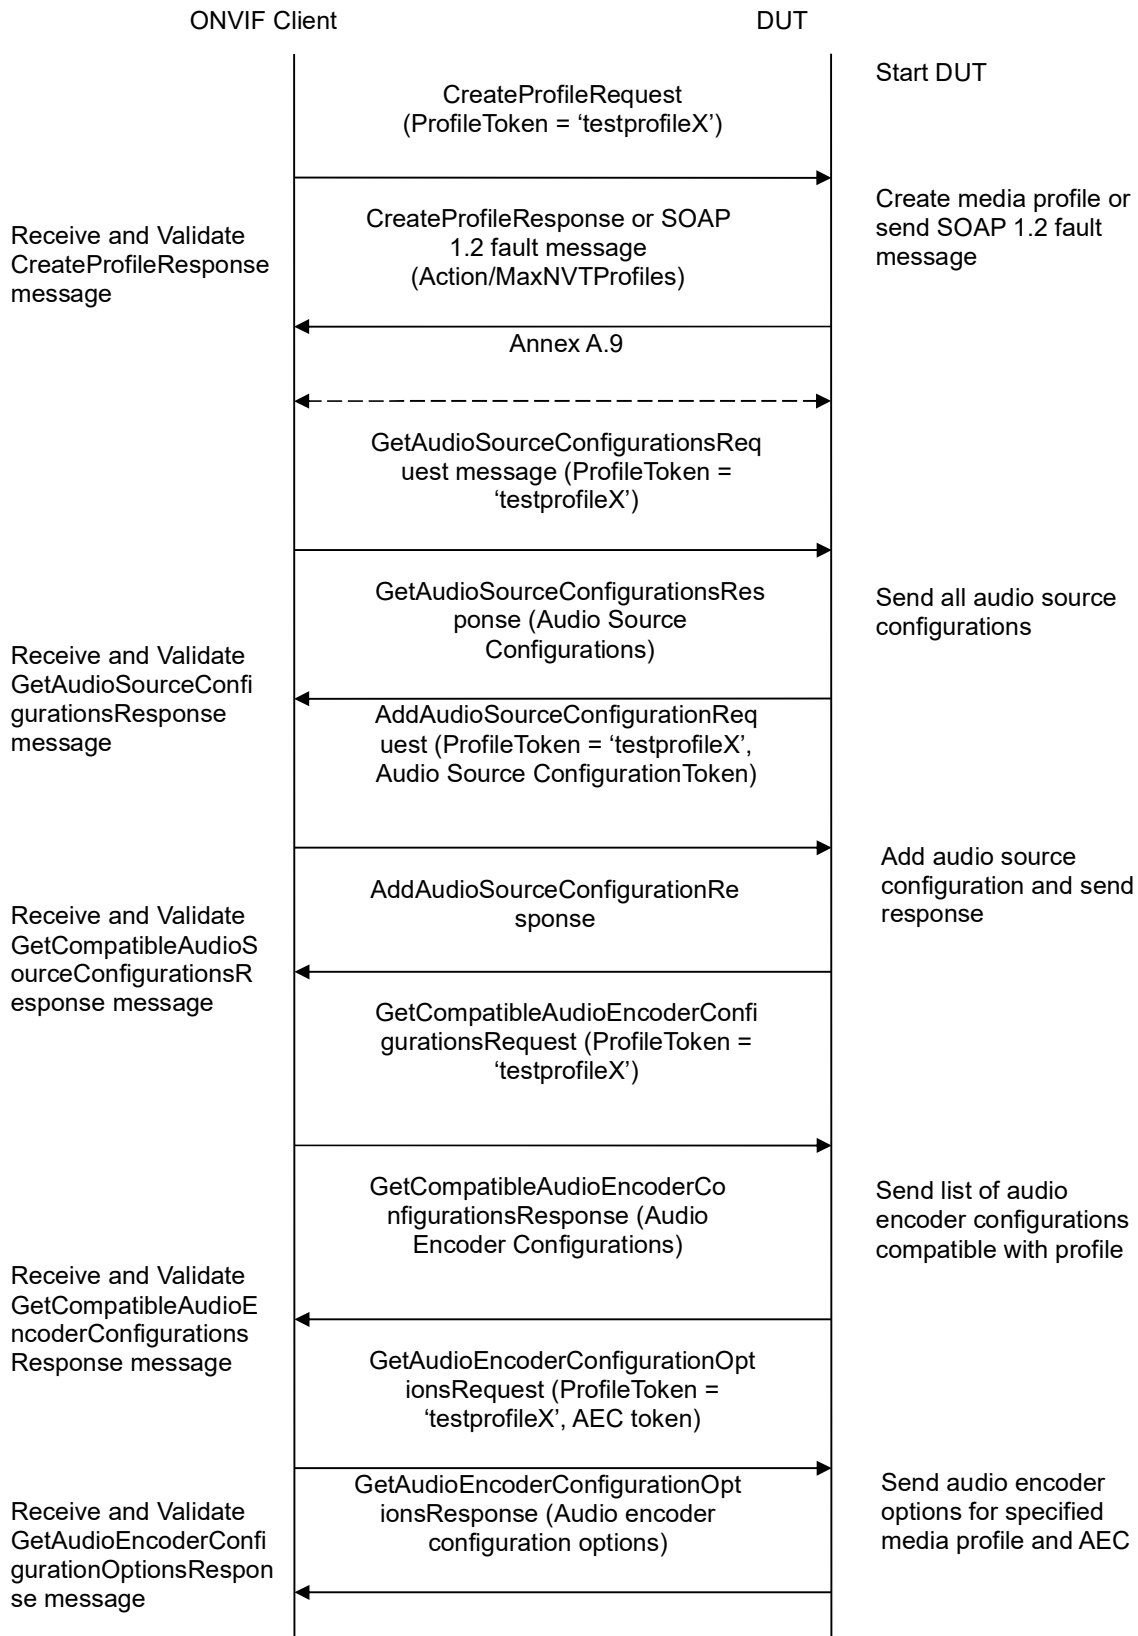 ONVIF Client
DUT
Start DUT
CreateProfileRequest
(ProfileToken = ‘testprofileX’)
Create media profile or
send SOAP 1.2 fault
message
CreateProfileResponse or SOAP
1.2 fault message
(Action/MaxNVTProfiles)
Receive and Validate
CreateProfileResponse
message
Annex A.9
GetAudioSourceConfigurationsReq
uest message (ProfileToken =
‘testprofileX’)
GetAudioSourceConfigurationsRes
ponse (Audio Source
Configurations)
Send all audio source
configurations
Receive and Validate
GetAudioSourceConfi
gurationsResponse
message
AddAudioSourceConfigurationReq
uest (ProfileToken = ‘testprofileX’,
Audio Source ConfigurationToken)
Add audio source
configuration and send
response
AddAudioSourceConfigurationRe
sponse
Receive and Validate
GetCompatibleAudioS
ourceConfigurationsR
esponse message
GetCompatibleAudioEncoderConfi
gurationsRequest (ProfileToken =
‘testprofileX’)
GetCompatibleAudioEncoderCo
nfigurationsResponse (Audio
Encoder Configurations)
Send list of audio
encoder configurations
compatible with profile
Receive and Validate
GetCompatibleAudioE
ncoderConfigurations
Response message
GetAudioEncoderConfigurationOpt
ionsRequest (ProfileToken =
‘testprofileX’, AEC token)
GetAudioEncoderConfigurationOpt
ionsResponse (Audio encoder
configuration options)
Send audio encoder
options for specified
media profile and AEC
Receive and Validate
GetAudioEncoderConfi
gurationOptionsRespon
se message